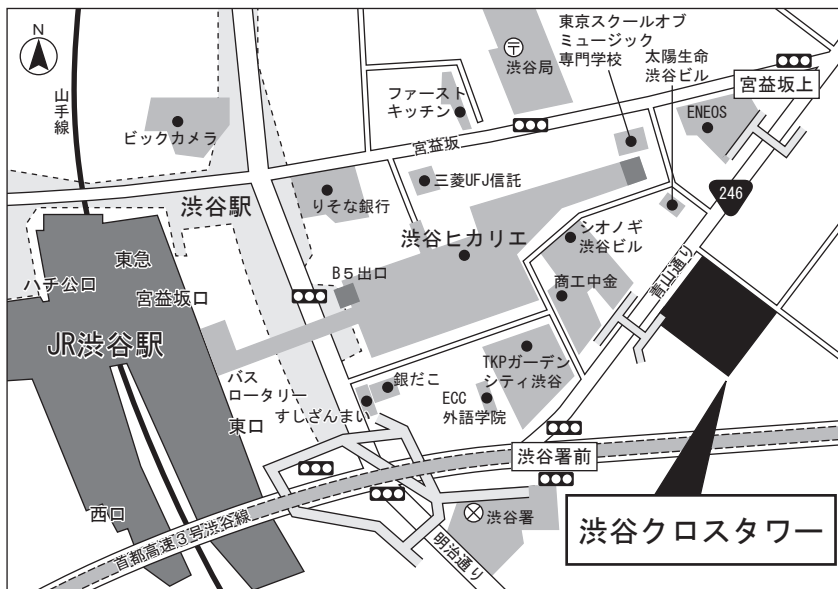 N
山手線
ビックカメラ
ファースト
キッチン
渋谷局
東京スクールオブ
ミュージック
専門学校
太陽生命
渋谷ビル
宮益坂上
ENEOS
宮益坂
三菱UFJ信託
りそな銀行
渋谷駅
渋谷ヒカリエ
シオノギ
渋谷ビル
246
青山通り
東急
ハチ公口
宮益坂口
B5出口
商工中金
JR渋谷駅
バス
ロータリー
銀だこ
すしざんまい
TKPガーデン
シティ渋谷
ECC
外語学院
東口
渋谷署前
西口
首都高速3号渋谷線
渋谷署
明治通り
渋谷クロスタワー